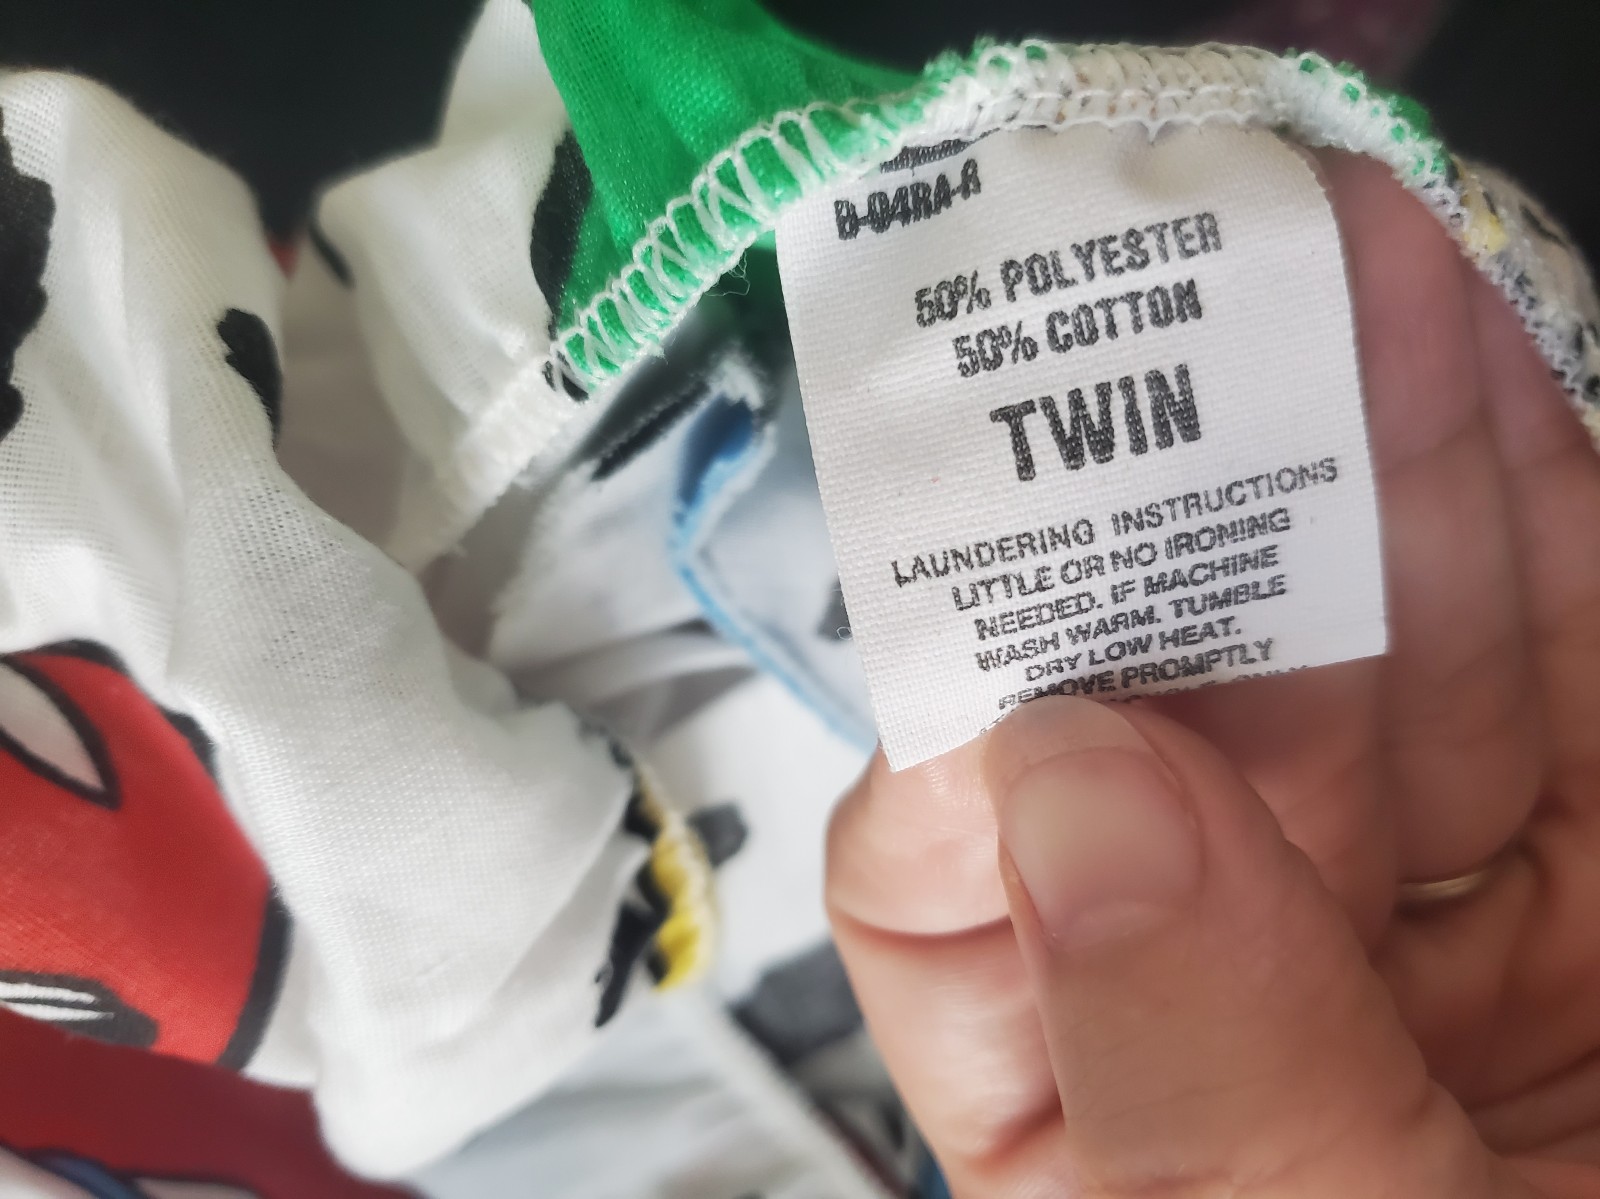 50% POLYESTER
50% COTTON
TWIN
LAUNDERING INSTRUCTIONS
LITTLE OR NO IRONING
NEEDED. IF MACHINE
WASH WARM. TUMBLE
DRY LOW HEAT.
REMOVE PROMPTLY